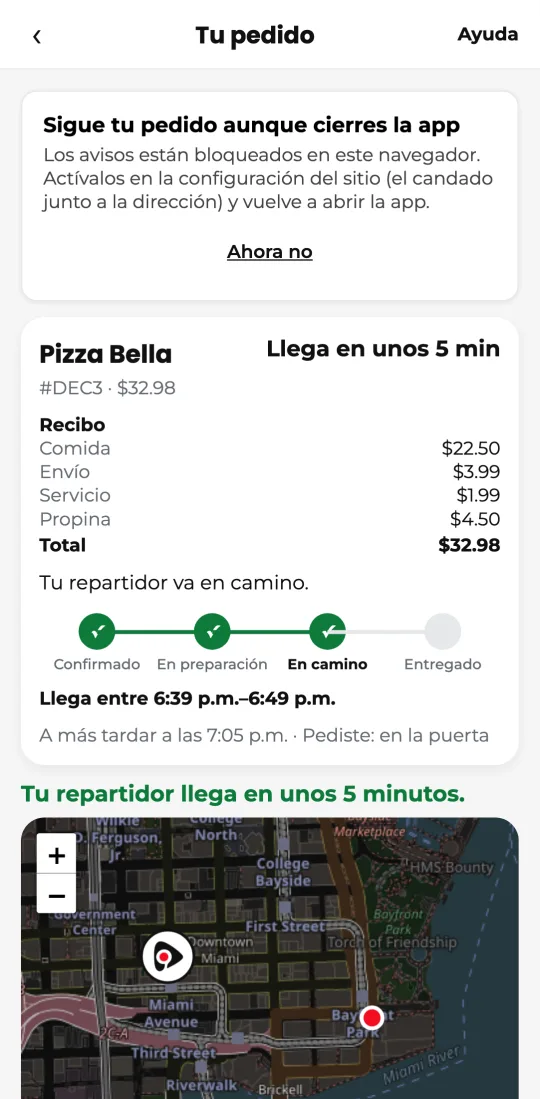 Tu pedido
Ayuda
Sigue tu pedido aunque cierres la app
Los avisos están bloqueados en este navegador.
Actívalos en la configuración del sitio (el candado
junto a la dirección) y vuelve a abrir la app.
Ahora no
Pizza Bella
Llega en unos 5 min
#DEC3 · $32.98
Recibo
Comida $22.50
Envío $3.99
Servicio $1.99
Propina $4.50
Total $32.98
Tu repartidor va en camino.
Confirmado En preparación En camino Entregado
Llega entre 6:39 p.m.–6:49 p.m.
A más tardar a las 7:05 p.m. · Pediste: en la puerta
Tu repartidor llega en unos 5 minutos.
+
−
Wilkie
D. Ferguson,
Jr.
College
North
Bayside
Marketplace
HMS Bounty
College
Bayside
Government
Center
First Street
Bayfront
Park
Torch of Friendship
Downtown
Miami
Miami
Avenue
Park
Third Street
Riverwalk
Brickell
Miami River